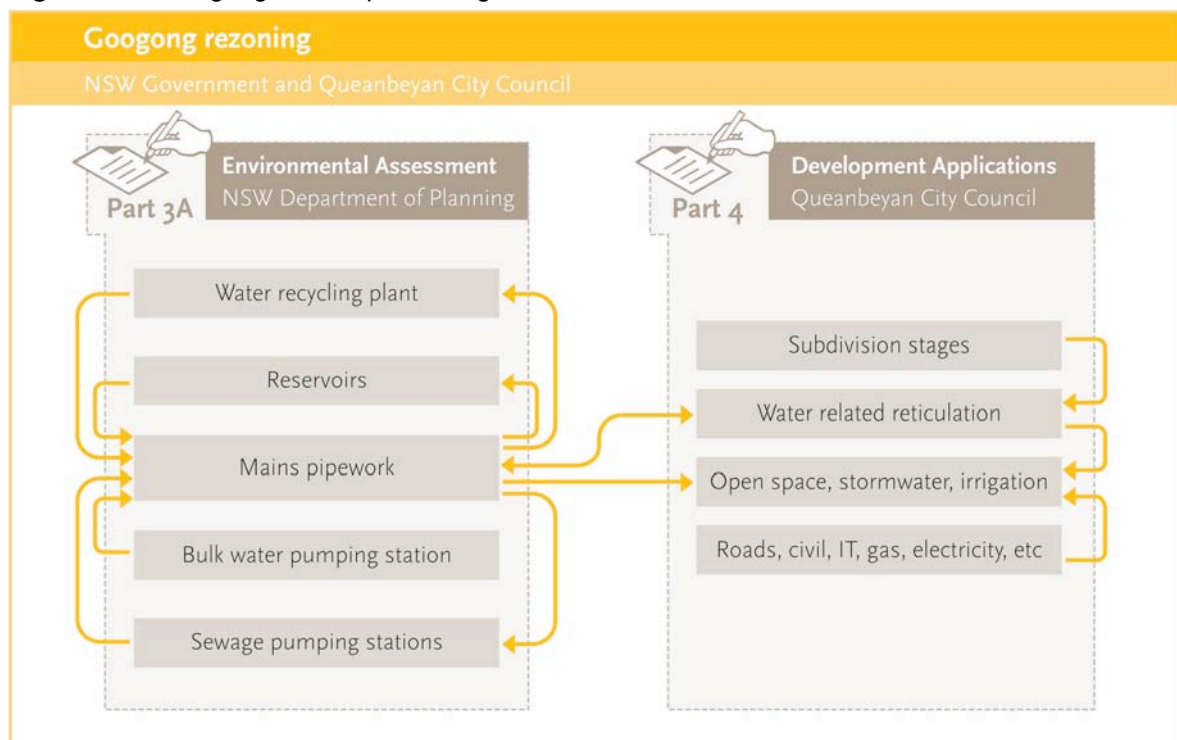 Googong rezoning
NSW Government and Queanbeyan City Council
Part 3A
Environmental Assessment
NSW Department of Planning
Water recycling plant
Reservoirs
Mains pipework
Bulk water pumping station
Sewage pumping stations
Part 4
Development Applications
Queanbeyan City Council
Subdivision stages
Water related reticulation
Open space, stormwater, irrigation
Roads, civil, IT, gas, electricity, etc